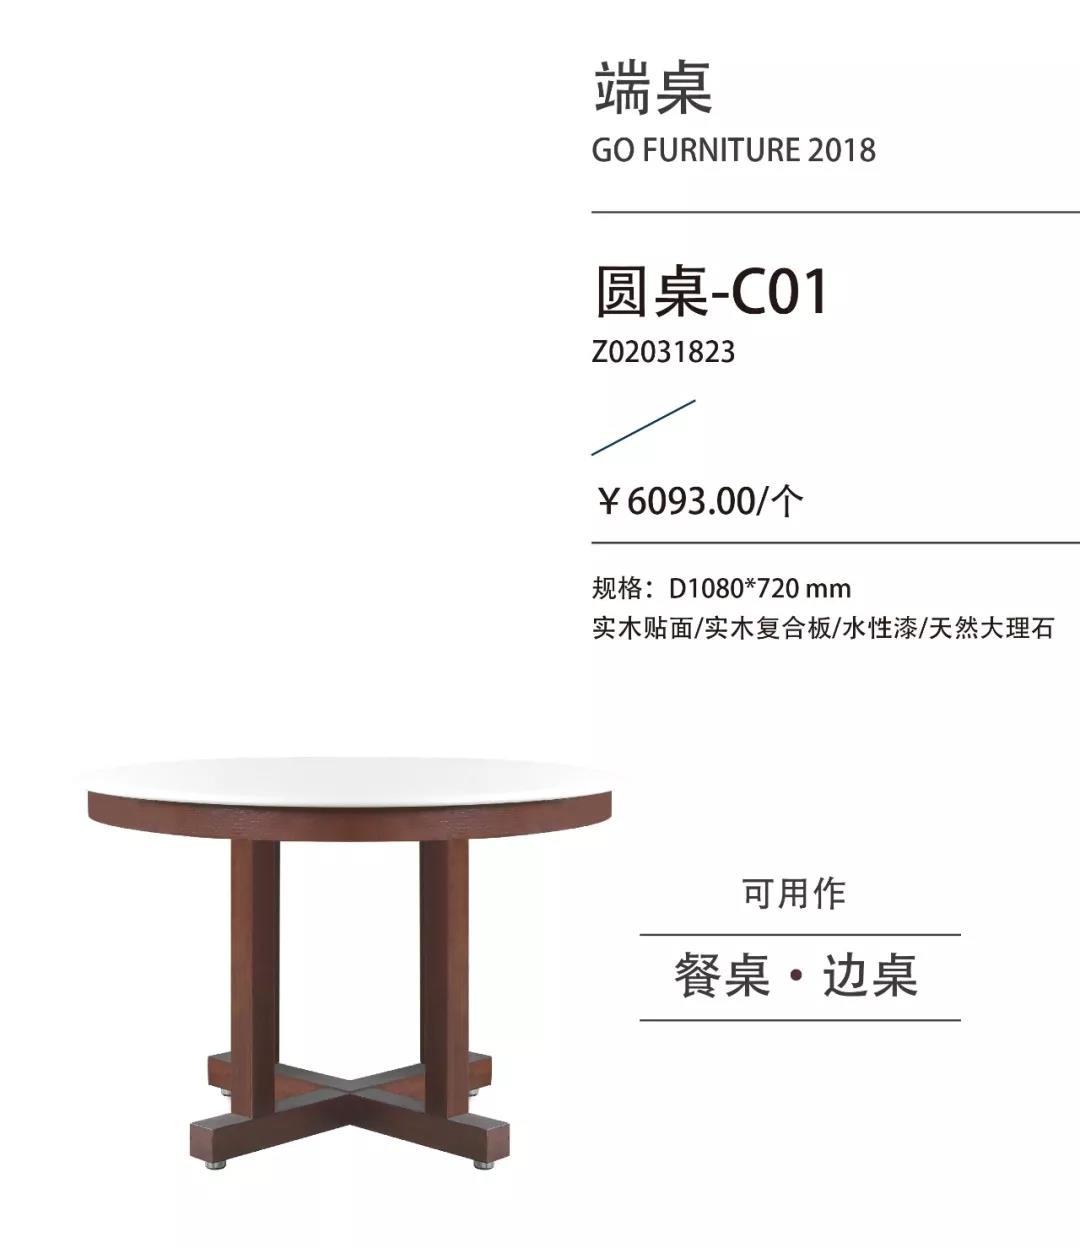 端桌
GO FURNITURE 2018
圆桌-C01
Z02031823
￥6093.00/个
规格：D1080*720 mm
实木贴面/实木复合板/水性漆/天然大理石
可用作
餐桌·边桌